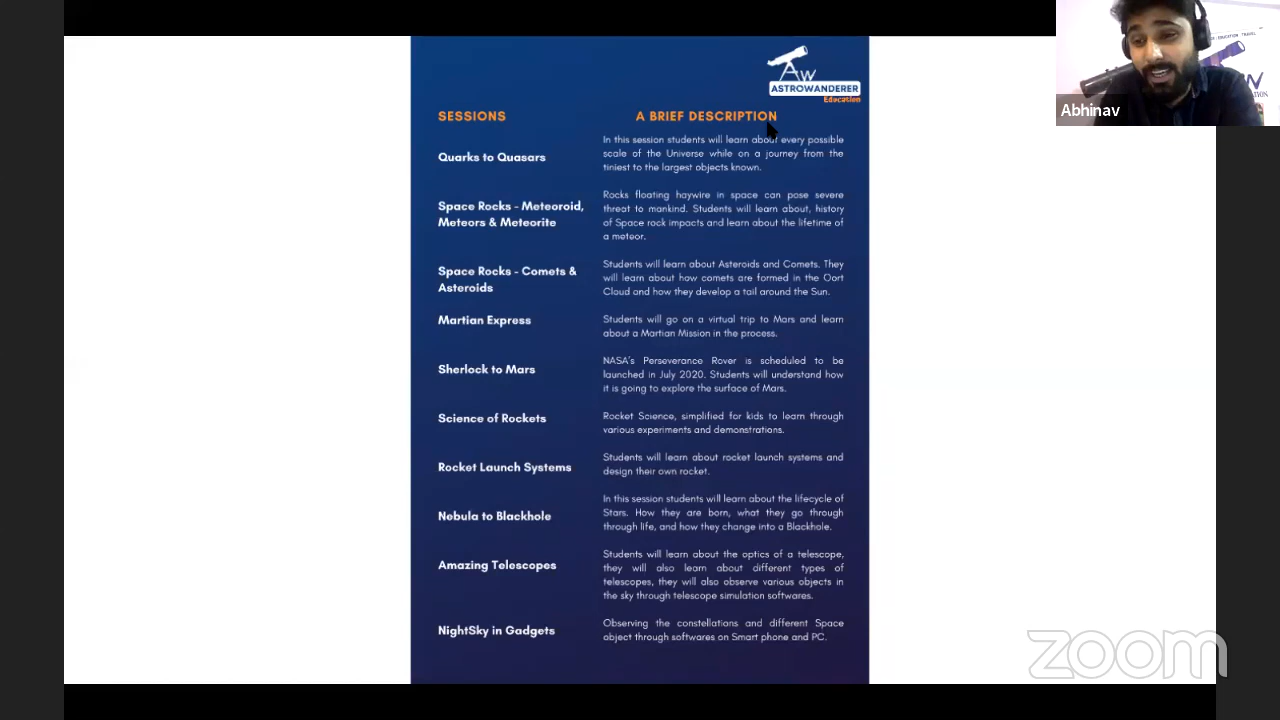 AW
ASTROWANDERER
Education
Abhinav
SESSIONS
A BRIEF DESCRIPTION
Quarks to Quasars
In this session students will learn about every possible
scale of the Universe while on a journey from the
tiniest to the largest objects known.
Space Rocks - Meteoroid,
Meteors & Meteorite
Rocks floating haywire in space can pose severe
threat to mankind. Students will learn about, history
of Space rock impacts and learn about the lifetime of
a meteor.
Space Rocks - Comets &
Asteroids
Students will learn about Asteroids and Comets. They
will learn about how comets are formed in the Oort
Cloud and how they develop a tail around the Sun.
Martian Express
Students will go on a virtual trip to Mars and learn
about a Martian Mission in the process.
Sherlock to Mars
NASA's Perseverance Rover is scheduled to be
launched in July 2020. Students will understand how
it is going to explore the surface of Mars.
Science of Rockets
Rocket Science, simplified for kids to learn through
various experiments and demonstrations.
Rocket Launch Systems
Students will learn about rocket launch systems and
design their own rocket.
Nebula to Blackhole
In this session students will learn about the lifecycle of
Stars. How they are born, what they go through
through life, and how they change into a Blackhole.
Amazing Telescopes
Students will learn about the optics of a telescope,
they will also learn about different types of
telescopes, they will also observe various objects in
the sky through telescope simulation softwares.
NightSky in Gadgets
Observing the constellations and different Space
object through softwares on Smart phone and PC.
zoom